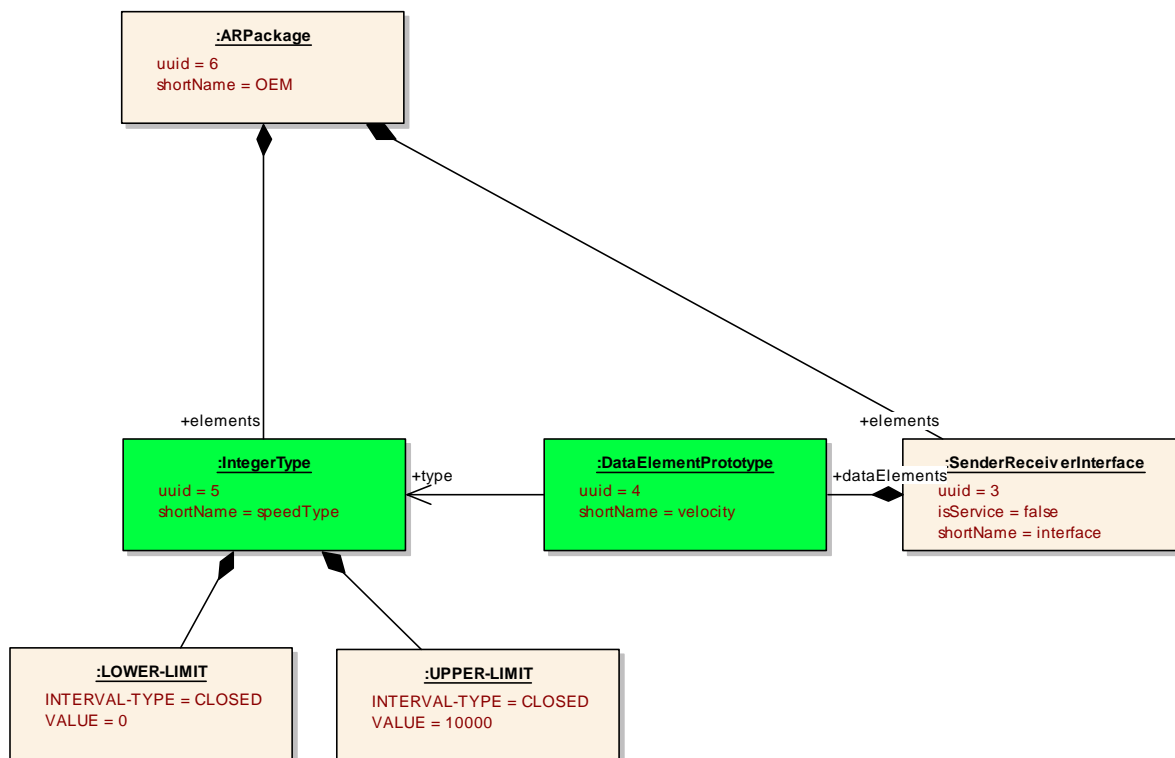 :ARPackage
uuid = 6
shortName = OEM
+elements
+elements
:IntegerType
uuid = 5
shortName = speedType
+type
:DataElementPrototype
uuid = 4
shortName = velocity
+dataElements
:SenderReceiverInterface
uuid = 3
isService = false
shortName = interface
:LOWER-LIMIT
INTERVAL-TYPE = CLOSED
VALUE = 0
:UPPER-LIMIT
INTERVAL-TYPE = CLOSED
VALUE = 10000